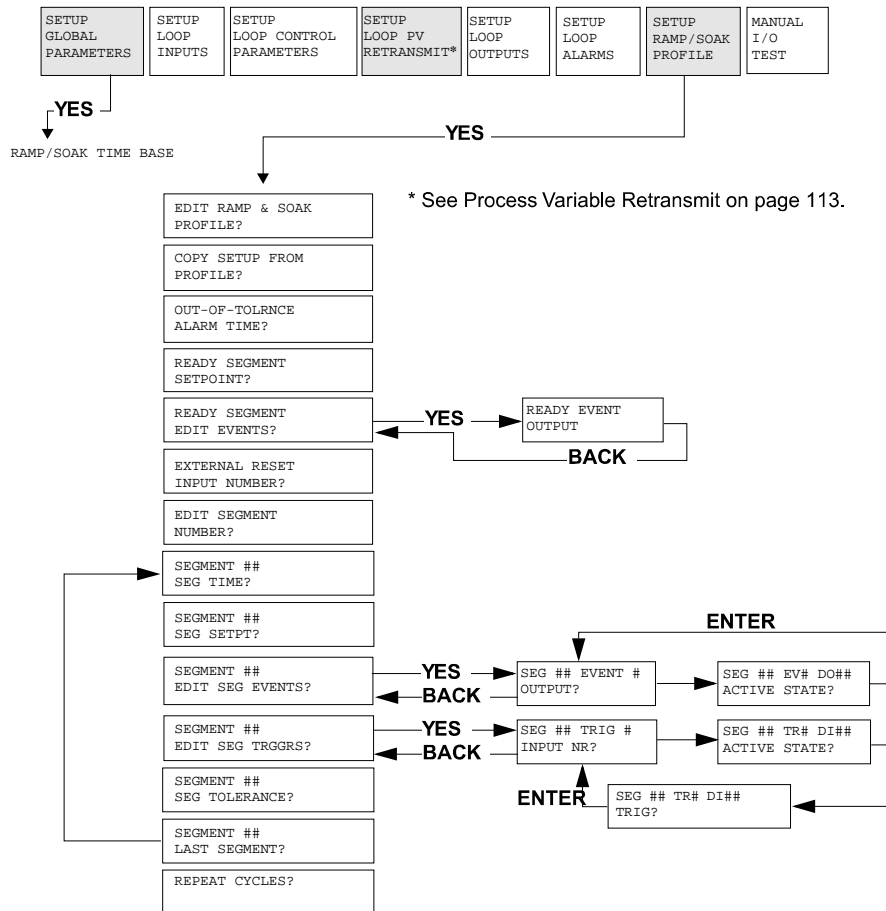 SETUP
GLOBAL
PARAMETERS
SETUP
LOOP
INPUTS
SETUP
LOOP CONTROL
PARAMETERS
SETUP
LOOP PV
RETRANSMIT*
SETUP
LOOP
OUTPUTS
SETUP
LOOP
ALARMS
SETUP
RAMP/SOAK
PROFILE
MANUAL
I/O
TEST
YES
RAMP/SOAK TIME BASE
YES
* See Process Variable Retransmit on page 113.
EDIT RAMP & SOAK
PROFILE?
COPY SETUP FROM
PROFILE?
OUT-OF-TOLRNCE
ALARM TIME?
READY SEGMENT
SETPOINT?
READY SEGMENT
EDIT EVENTS?
YES
READY EVENT
OUTPUT
BACK
EXTERNAL RESET
INPUT NUMBER?
EDIT SEGMENT
NUMBER?
SEGMENT ##
SEG TIME?
SEGMENT ##
SEG SETPT?
ENTER
SEGMENT ##
EDIT SEG EVENTS?
YES
BACK
SEG ## EVENT #
OUTPUT?
SEG ## EV# DO##
ACTIVE STATE?
SEGMENT ##
EDIT SEG TRGGRS?
YES
BACK
SEG ## TRIG #
INPUT NR?
SEG ## TR# DI##
ACTIVE STATE?
SEGMENT ##
SEG TOLERANCE?
ENTER
SEG ## TR# DI##
TRIG?
SEGMENT ##
LAST SEGMENT?
REPEAT CYCLES?